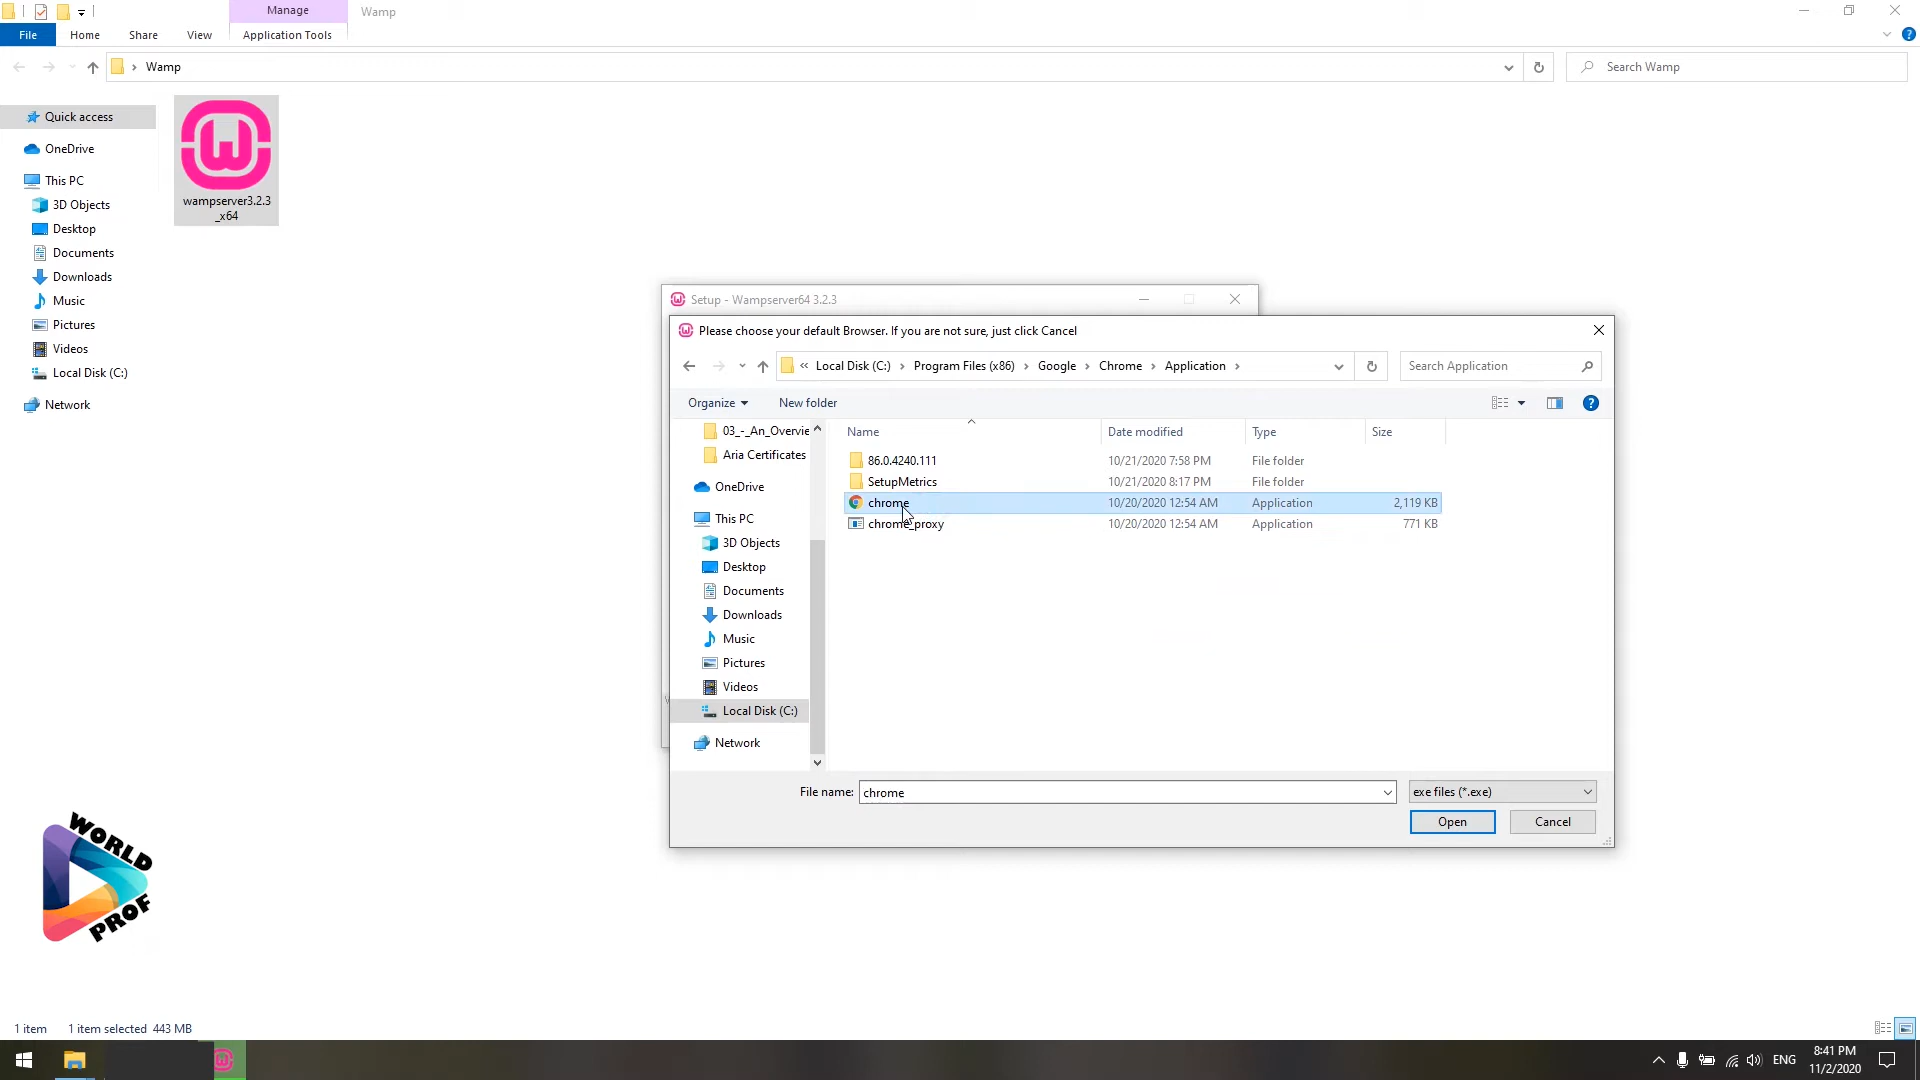 Manage
Wamp
File
Home
Share
View
Application Tools
Wamp
Search Wamp
Quick access
OneDrive
This PC
3D Objects
Desktop
Documents
Downloads
Music
Pictures
Videos
Local Disk (C:)
Network
wampserver3.2.3
_x64
Setup - Wampserver64 3.2.3
Please choose your default Browser. If you are not sure, just click Cancel
« Local Disk (C:) › Program Files (x86) › Google › Chrome › Application ›
Search Application
Organize
New folder
03_-_An_Overvie
Aria Certificates
OneDrive
This PC
3D Objects
Desktop
Documents
Downloads
Music
Pictures
Videos
Local Disk (C:)
Network
Name Date modified Type Size
86.0.4240.111 10/21/2020 7:58 PM File folder
SetupMetrics 10/21/2020 8:17 PM File folder
chrome 10/20/2020 12:54 AM Application 2,119 KB
chrome_proxy 10/20/2020 12:54 AM Application 771 KB
File name: chrome
exe files (*.exe)
Open
Cancel
WORLD
PROF
1 item 1 item selected 443 MB
ENG
8:41 PM
11/2/2020